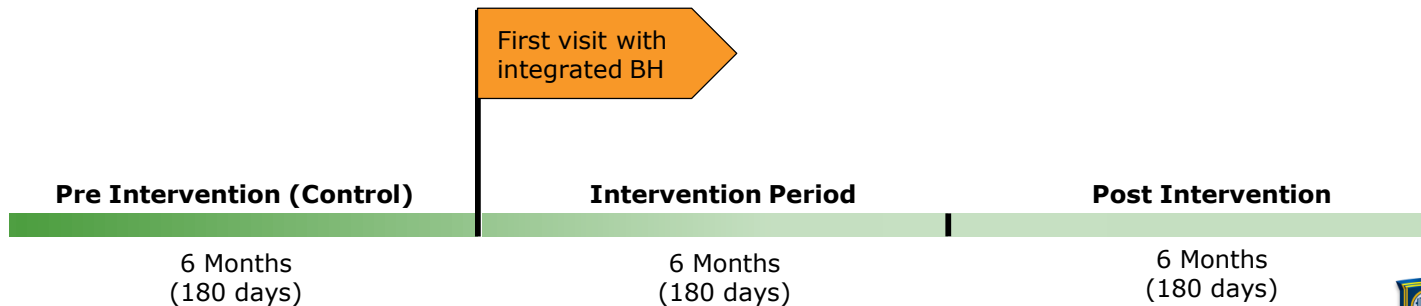 First visit with
integrated BH
Pre Intervention (Control)
Intervention Period
Post Intervention
6 Months
(180 days)
6 Months
(180 days)
6 Months
(180 days)